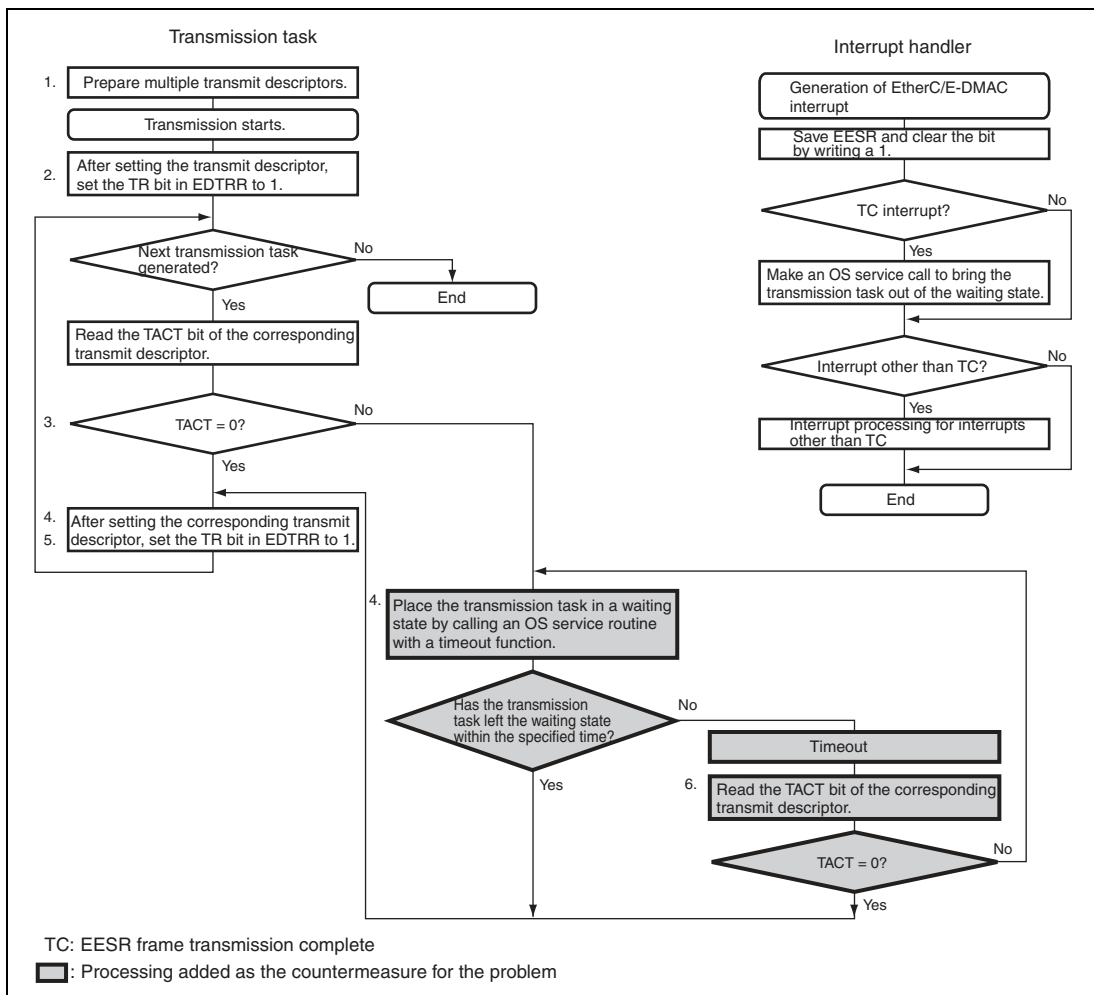 Transmission task
1.
Prepare multiple transmit descriptors.
Transmission starts.
2.
After setting the transmit descriptor,
set the TR bit in EDTRR to 1.
Next transmission task
generated?
No
End
Yes
Read the TACT bit of the corresponding
transmit descriptor.
3.
TACT = 0?
No
Yes
4.
5.
After setting the corresponding transmit
descriptor, set the TR bit in EDTRR to 1.
4.
Place the transmission task in a waiting
state by calling an OS service routine
with a timeout function.
Has the transmission
task left the waiting state
within the specified time?
No
Yes
Timeout
6.
Read the TACT bit of the corresponding
transmit descriptor.
TACT = 0?
No
Yes
Interrupt handler
Generation of EtherC/E-DMAC
interrupt
Save EESR and clear the bit
by writing a 1.
TC interrupt?
No
Yes
Make an OS service call to bring the
transmission task out of the waiting state.
Interrupt other than TC?
No
Yes
Interrupt processing for interrupts
other than TC
End
TC: EESR frame transmission complete
: Processing added as the countermeasure for the problem